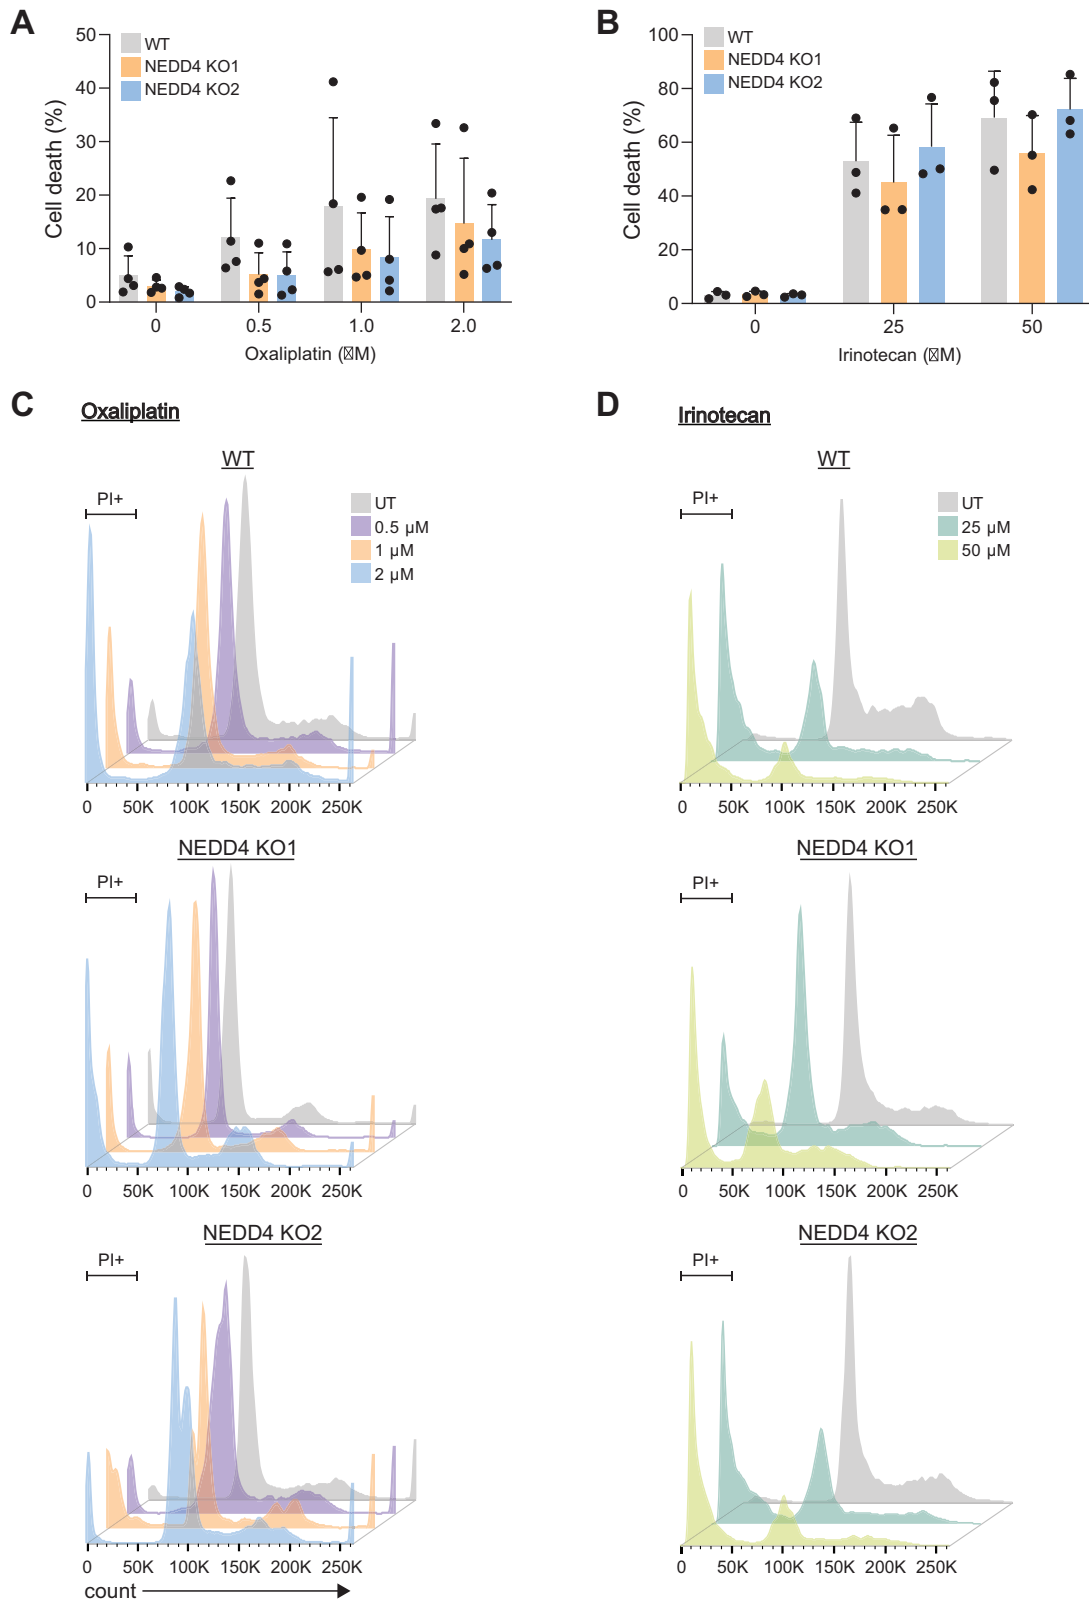 A
50
40
30
20
10
0
Cell death (%)
WT
NEDD4 KO1
NEDD4 KO2
0 0.5 1.0 2.0
Oxaliplatin (􏰀M)
B
100
80
60
40
20
0
Cell death (%)
WT
NEDD4 KO1
NEDD4 KO2
0 25 50
Irinotecan (􏰀M)
C
Oxaliplatin
WT
PI+
UT
0.5 µM
1 µM
2 µM
0 50K 100K 150K 200K 250K
NEDD4 KO1
PI+
0 50K 100K 150K 200K 250K
NEDD4 KO2
PI+
0 50K 100K 150K 200K 250K
count
D
Irinotecan
WT
PI+
UT
25 µM
50 µM
0 50K 100K 150K 200K 250K
NEDD4 KO1
PI+
0 50K 100K 150K 200K 250K
NEDD4 KO2
PI+
0 50K 100K 150K 200K 250K